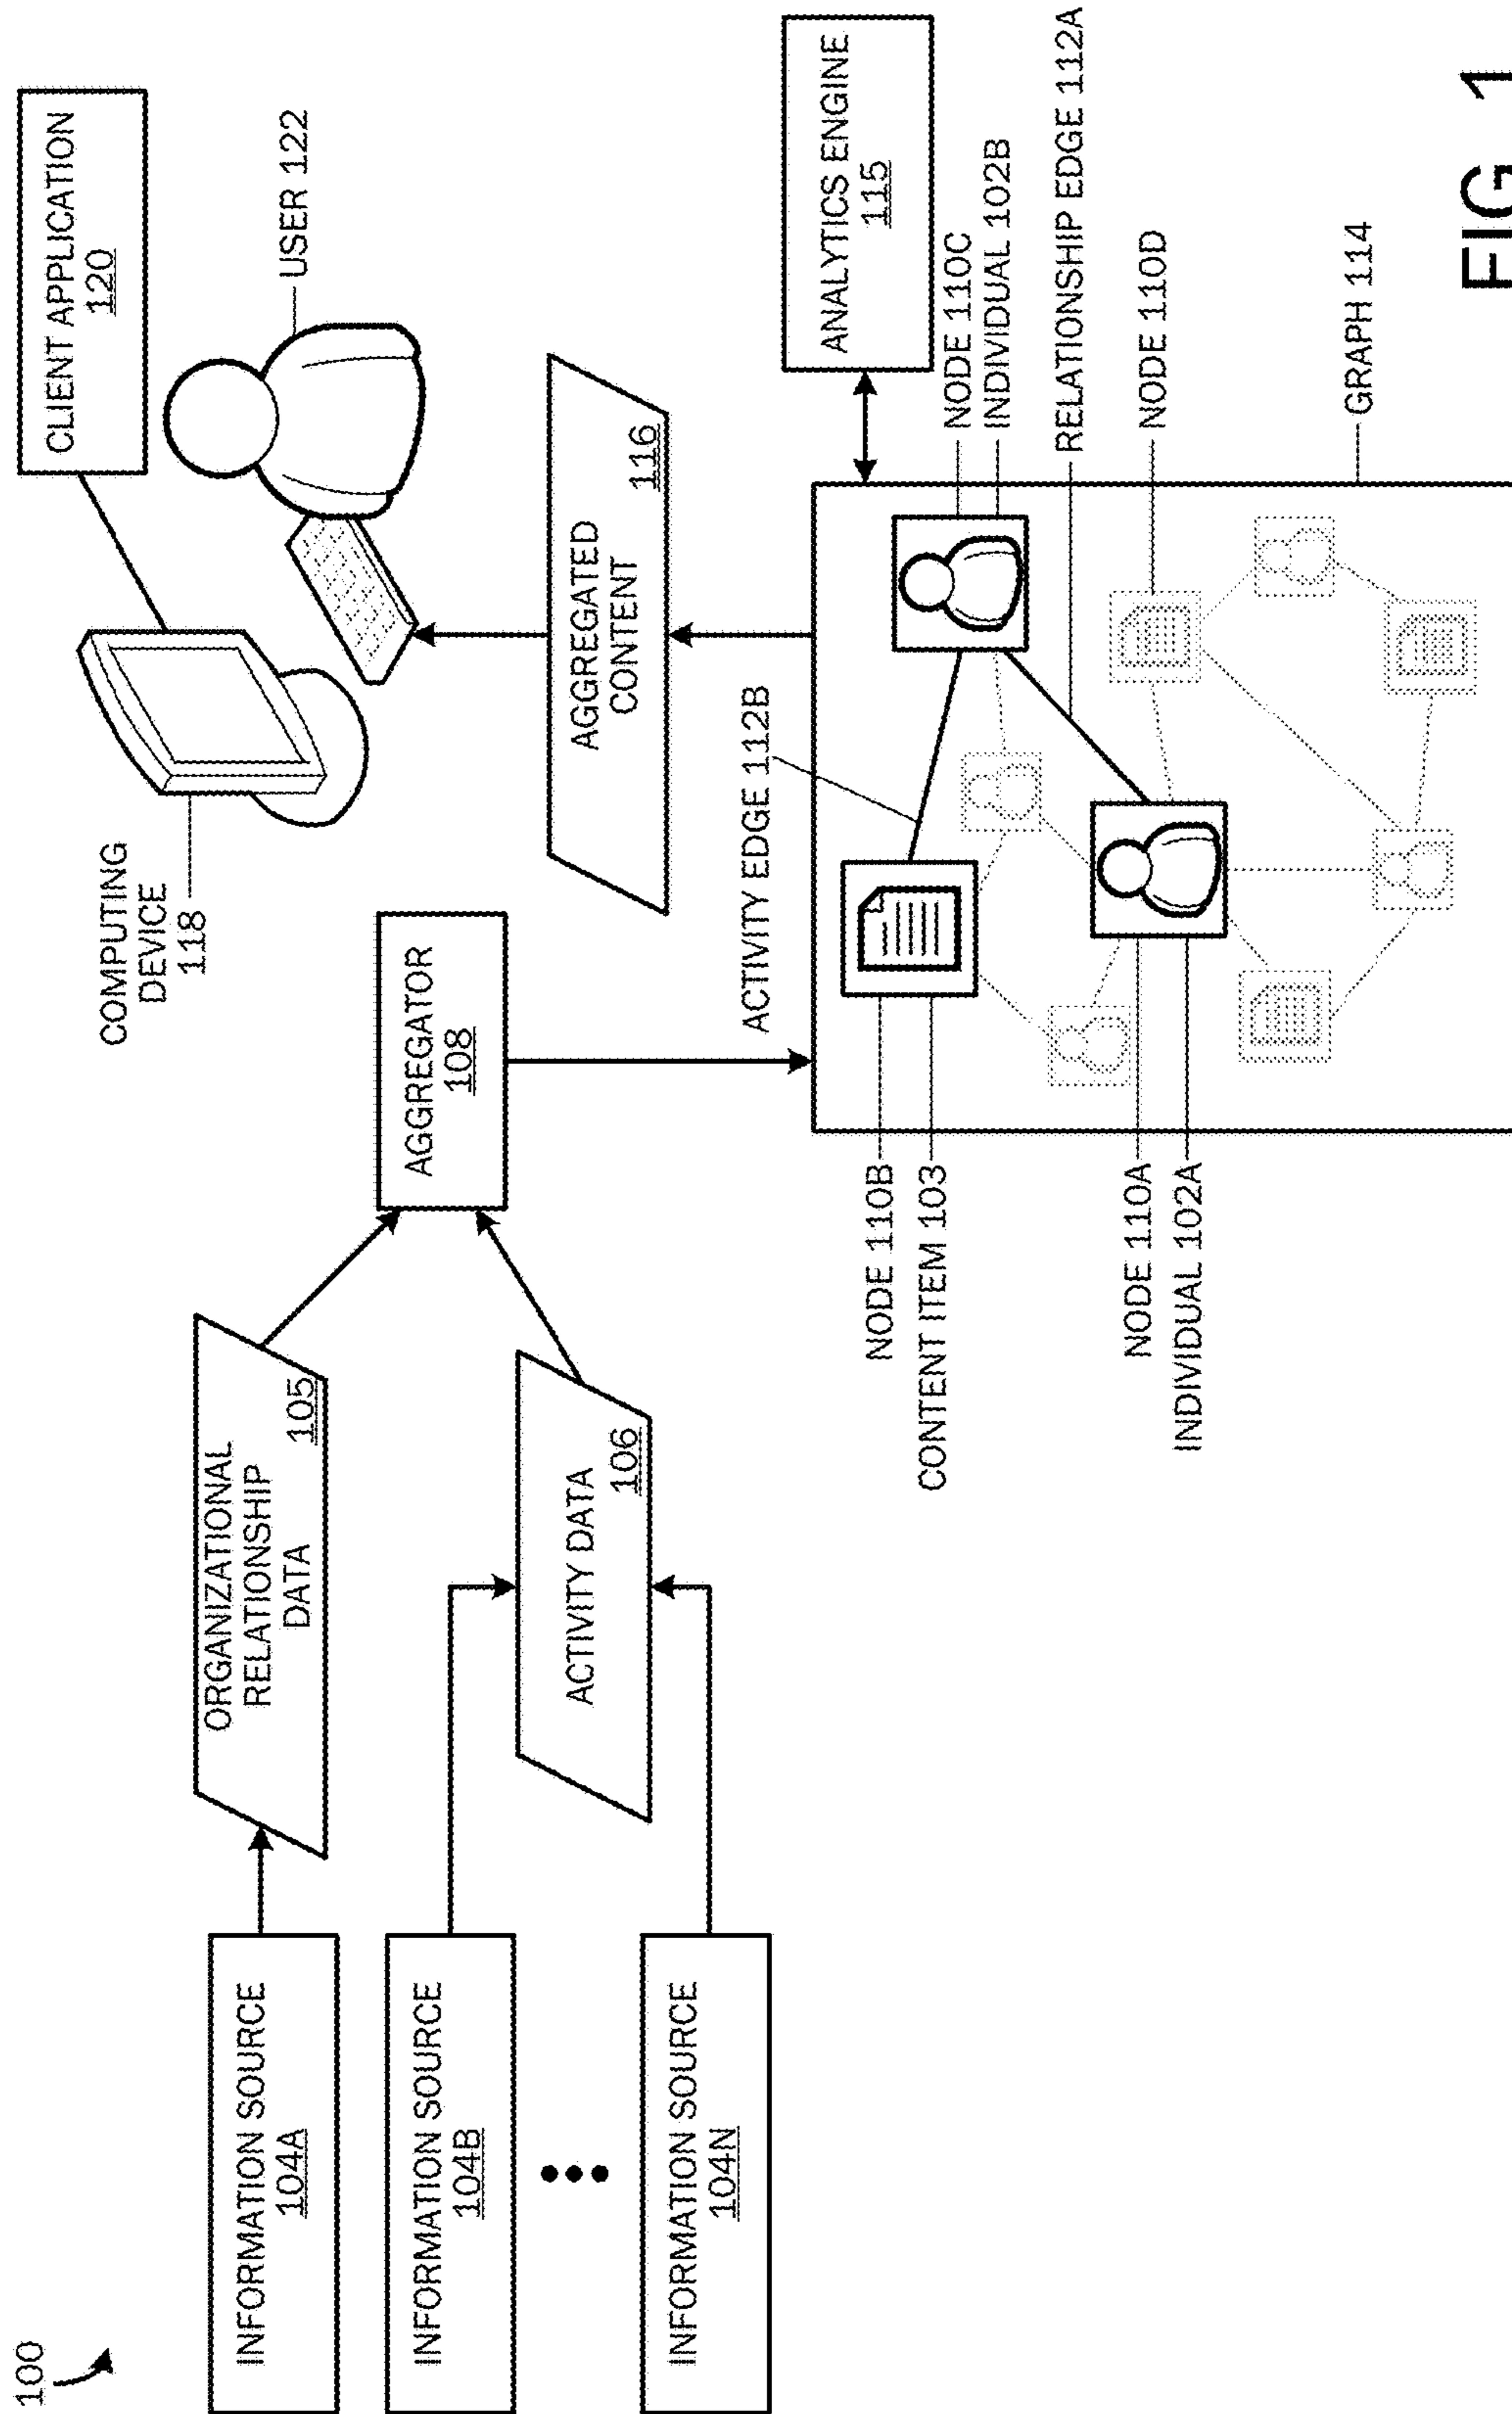 100
INFORMATION SOURCE
104A
INFORMATION SOURCE
104B
INFORMATION SOURCE
104N
ORGANIZATIONAL
RELATIONSHIP
DATA
105
ACTIVITY DATA
106
AGGREGATOR
108
COMPUTING
DEVICE
118
CLIENT APPLICATION
120
USER 122
AGGREGATED
CONTENT
116
ACTIVITY EDGE 112B
ANALYTICS ENGINE
115
NODE 110C
INDIVIDUAL 102B
RELATIONSHIP EDGE 112A
NODE 110D
GRAPH 114
NODE 110B
CONTENT ITEM 103
NODE 110A
INDIVIDUAL 102A
FIG 1